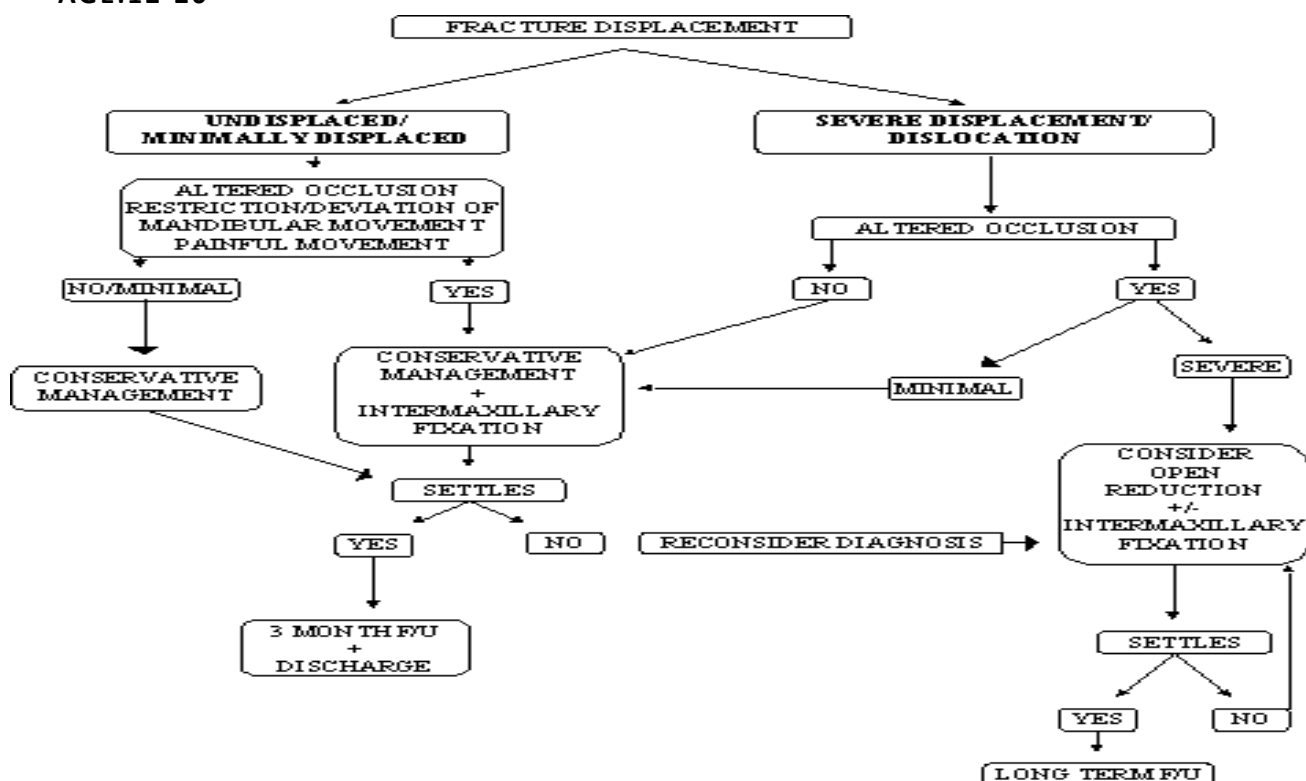 FRACTURE DISPLACEMENT
UNDISPLACED/
MINIMALLY DISPLACED
SEVERE DISPLACEMENT/
DISLOCATION
ALTERED OCCLUSION
RESTRICTION/DEVIATION OF
MANDIBULAR MOVEMENT
PAINFUL MOVEMENT
ALTERED OCCLUSION
NO/MINIMAL
YES
NO
YES
CONSERVATIVE
MANAGEMENT
CONSERVATIVE
MANAGEMENT
+
INTERMAXILLARY
FIXATION
MINIMAL
SEVERE
CONSIDER
OPEN
REDUCTION
+/-
INTERMAXILLARY
FIXATION
SETTLES
YES
NO
RECONSIDER DIAGNOSIS
3 MONTH F/U
+
DISCHARGE
SETTLES
YES
NO
LONG TERM F/U